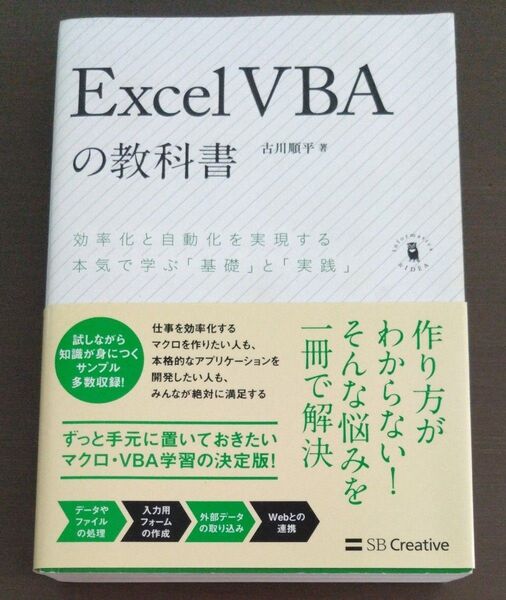 Excel VBA
の教科書
古川順平 著
効率化と自動化を実現する
本気で学ぶ「基礎」と「実践」
Informatics
&IDEA
作り方が
わからない!
そんな悩みを
一冊で解決
試しながら
知識が身につく
サンプル
多数収録!
仕事を効率化する
マクロを作りたい人も、
本格的なアプリケーションを
開発したい人も、
みんなが絶対に満足する
ずっと手元に置いておきたい
マクロ・VBA学習の決定版!
データや
ファイル
の処理
入力用
フォーム
の作成
外部データ
の取り込み
Webとの
連携
SB Creative